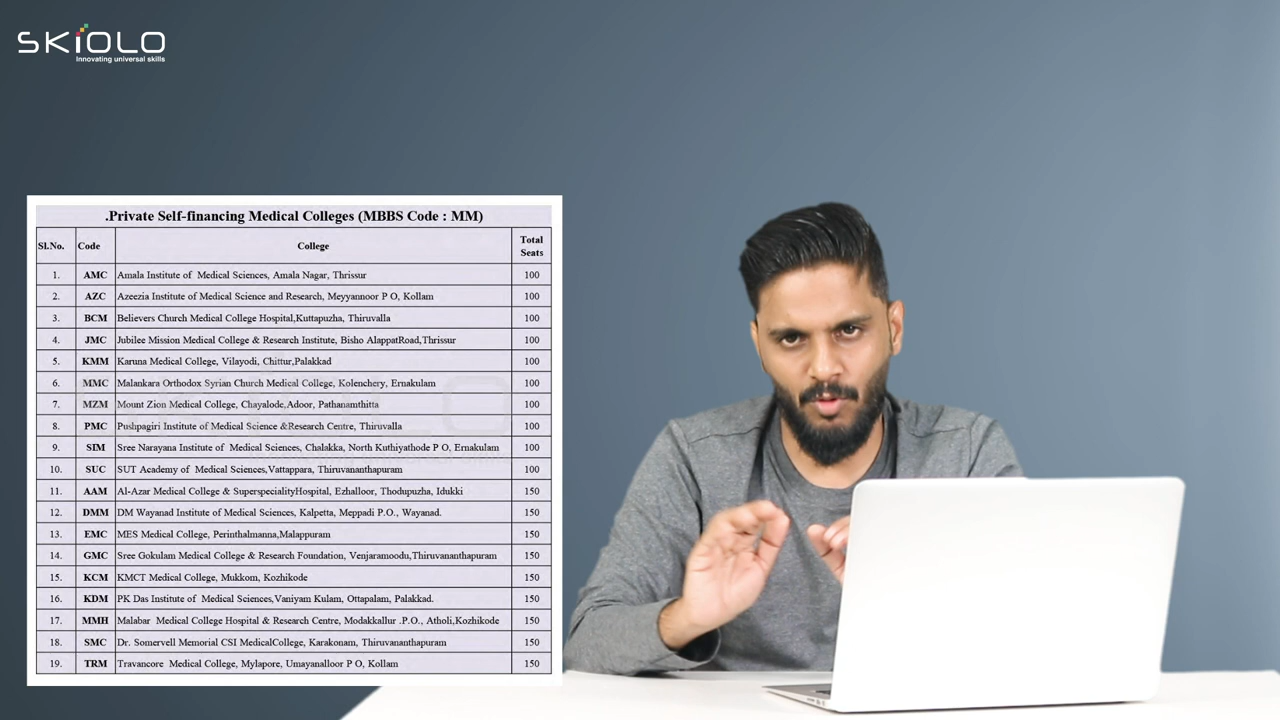 SKIOLO
Innovating universal skills
.Private Self-financing Medical Colleges (MBBS Code : MM)
Sl.No. Code College Total Seats
1. AMC Amala Institute of Medical Sciences, Amala Nagar, Thrissur 100
2. AZC Azeezia Institute of Medical Science and Research, Meyyannoor P O, Kollam 100
3. BCM Believers Church Medical College Hospital,Kuttapuzha, Thiruvalla 100
4. JMC Jubilee Mission Medical College & Research Institute, Bisho AlappatRoad,Thrissur 100
5. KMM Karuna Medical College, Vilayodi, Chittur,Palakkad 100
6. MMC Malankara Orthodox Syrian Church Medical College, Kolenchery, Ernakulam 100
7. MZM Mount Zion Medical College, Chayalode,Adoor, Pathanamthitta 100
8. PMC Pushpagiri Institute of Medical Science &Research Centre, Thiruvalla 100
9. SIM Sree Narayana Institute of Medical Sciences, Chalakka, North Kuthiyathode P O, Ernakulam 100
10. SUC SUT Academy of Medical Sciences,Vattappara, Thiruvananthapuram 100
11. AAM Al-Azar Medical College & SuperspecialityHospital, Ezhalloor, Thodupuzha, Idukki 150
12. DMM DM Wayanad Institute of Medical Sciences, Kalpetta, Meppadi P.O., Wayanad. 150
13. EMC MES Medical College, Perinthalmanna,Malappuram 150
14. GMC Sree Gokulam Medical College & Research Foundation, Venjaramoodu,Thiruvananthapuram 150
15. KCM KMCT Medical College, Mukkom, Kozhikode 150
16. KDM PK Das Institute of Medical Sciences,Vaniyam Kulam, Ottapalam, Palakkad. 150
17. MMH Malabar Medical College Hospital & Research Centre, Modakkallur .P.O., Atholi,Kozhikode 150
18. SMC Dr. Somervell Memorial CSI MedicalCollege, Karakonam, Thiruvananthapuram 150
19. TRM Travancore Medical College, Mylapore, Umayanalloor P O, Kollam 150